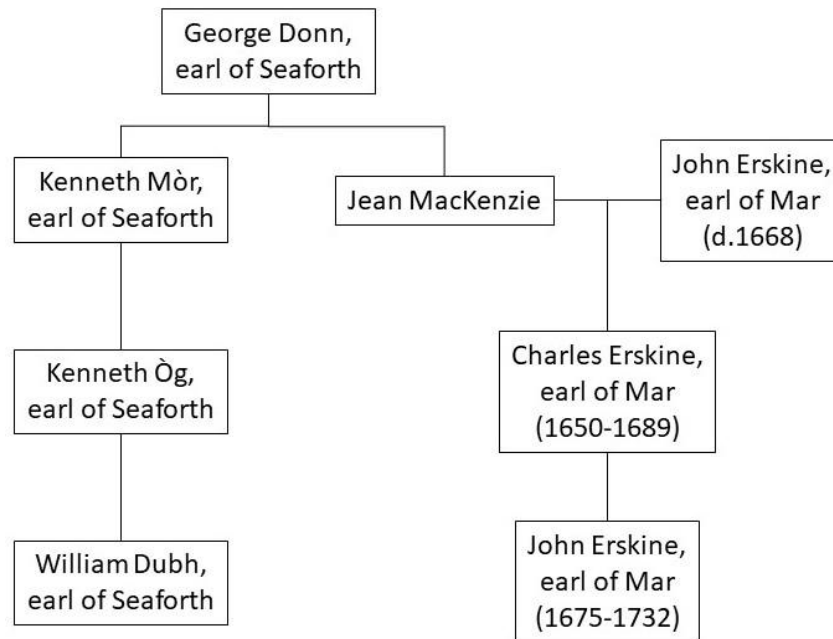 George Donn,
earl of Seaforth
Kenneth Mòr,
earl of Seaforth
Jean MacKenzie
John Erskine,
earl of Mar
(d.1668)
Kenneth Òg,
earl of Seaforth
Charles Erskine,
earl of Mar
(1650-1689)
William Dubh,
earl of Seaforth
John Erskine,
earl of Mar
(1675-1732)